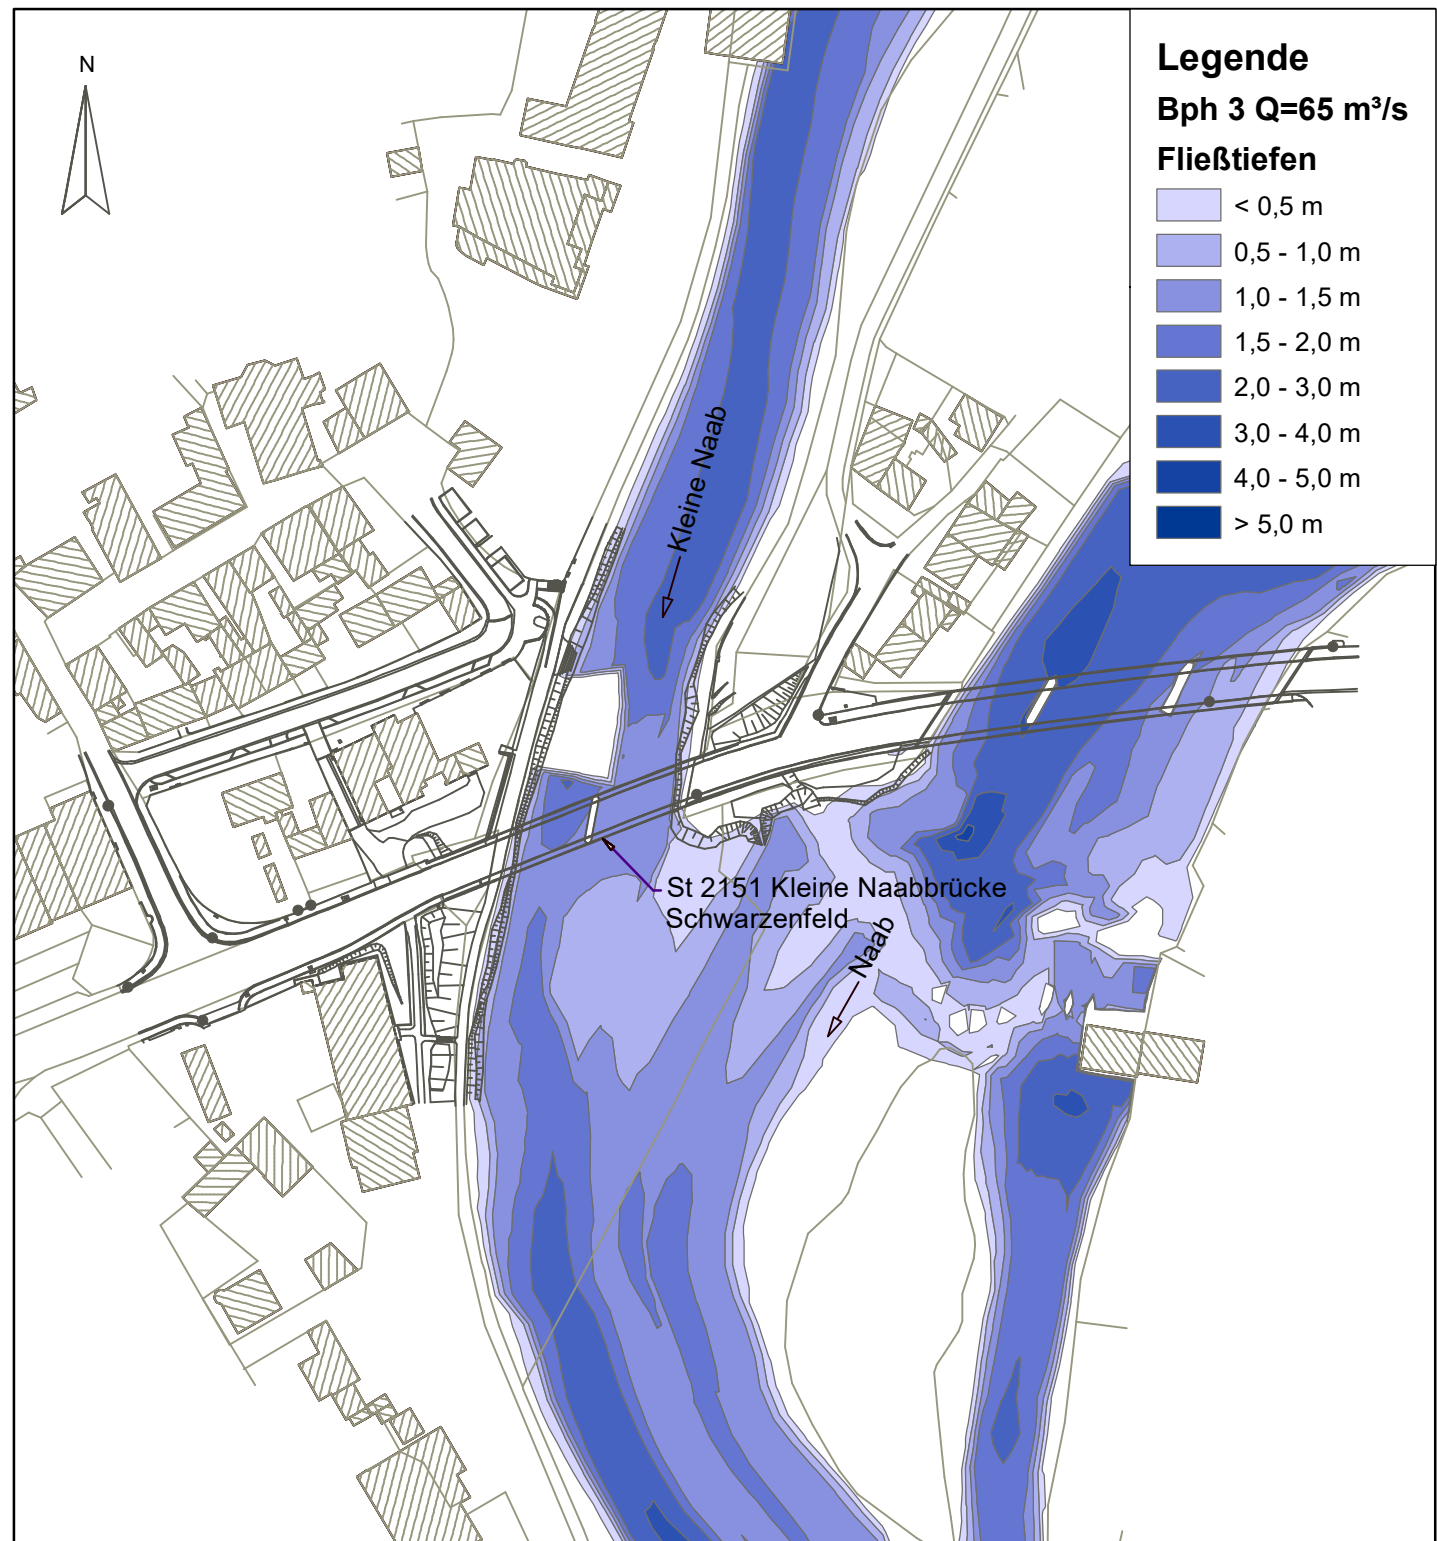 N
Legende
Bph 3 Q=65 m³/s
Fließtiefen
< 0,5 m
0,5 - 1,0 m
1,0 - 1,5 m
1,5 - 2,0 m
2,0 - 3,0 m
3,0 - 4,0 m
4,0 - 5,0 m
> 5,0 m
Kleine Naab
St 2151 Kleine Naabbrücke
Schwarzenfeld
Naab